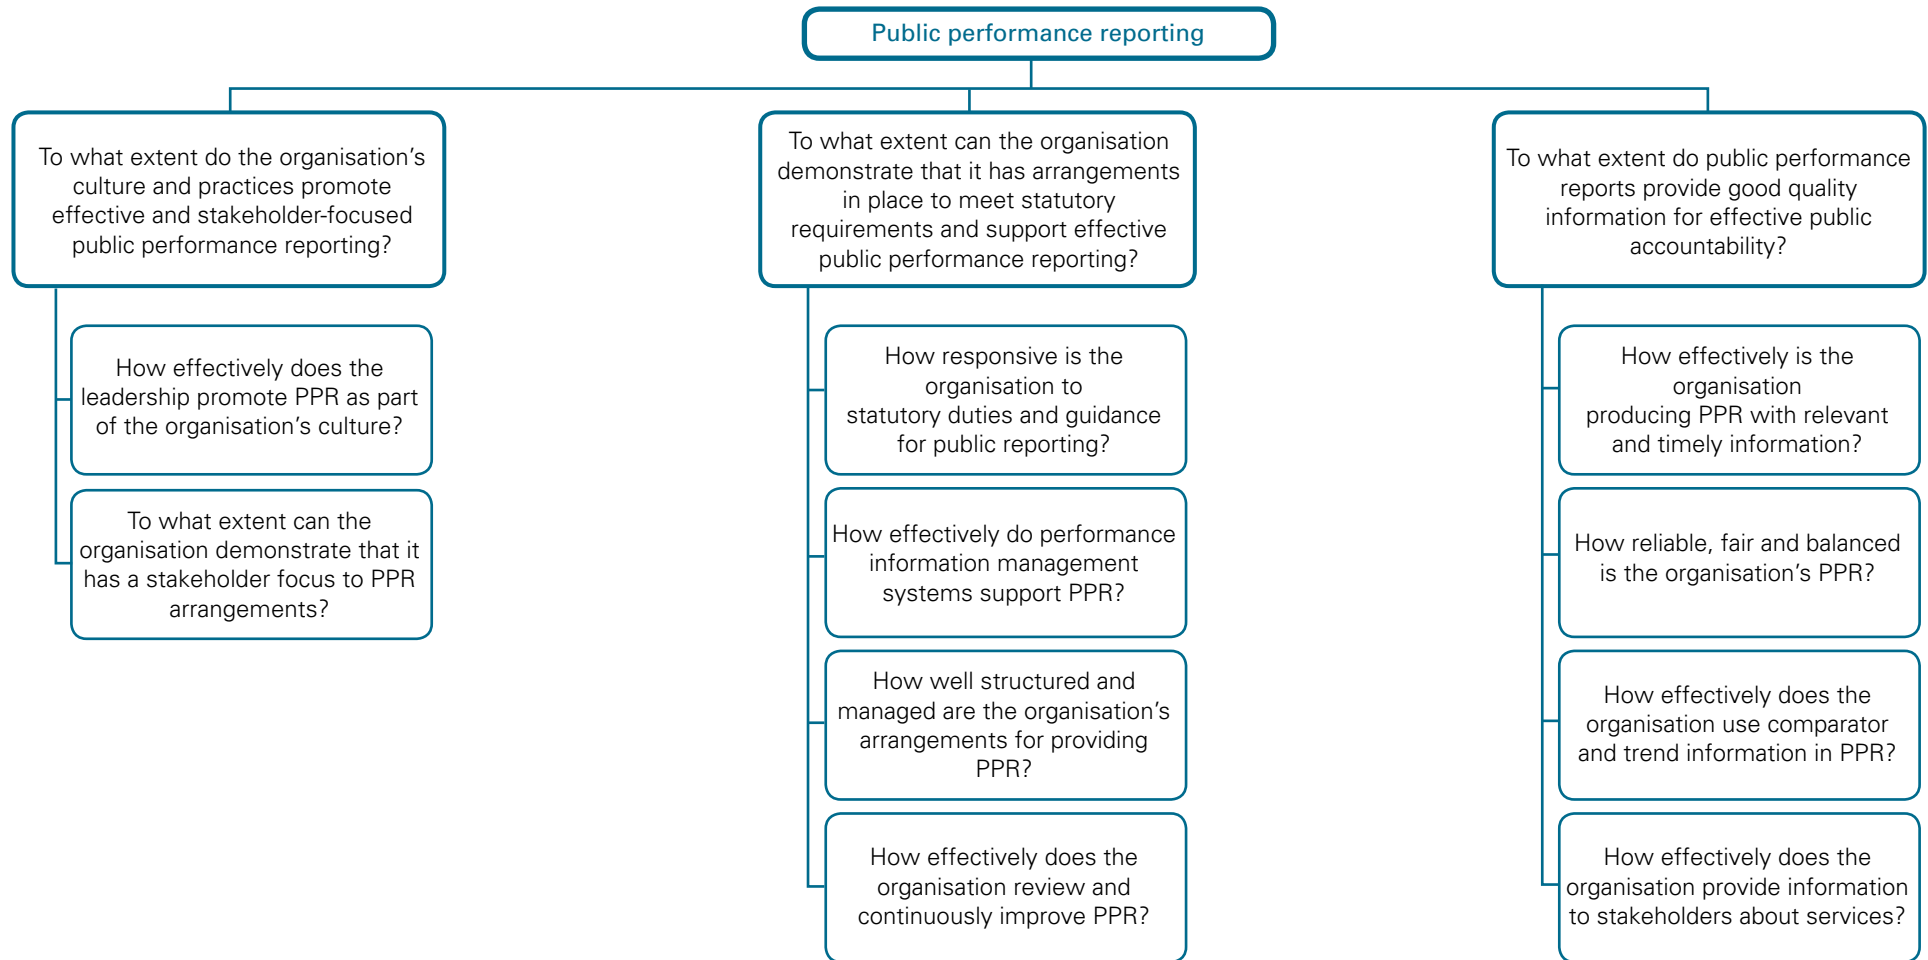 Public performance reporting
To what extent do the organisation’s
culture and practices promote
effective and stakeholder-focused
public performance reporting?
How effectively does the
leadership promote PPR as part
of the organisation’s culture?
To what extent can the
organisation demonstrate that it
has a stakeholder focus to PPR
arrangements?
To what extent can the organisation
demonstrate that it has arrangements
in place to meet statutory
requirements and support effective
public performance reporting?
How responsive is the
organisation to
statutory duties and guidance
for public reporting?
How effectively do performance
information management
systems support PPR?
How well structured and
managed are the organisation’s
arrangements for providing
PPR?
How effectively does the
organisation review and
continuously improve PPR?
To what extent do public performance
reports provide good quality
information for effective public
accountability?
How effectively is the
organisation
producing PPR with relevant
and timely information?
How reliable, fair and balanced
is the organisation’s PPR?
How effectively does the
organisation use comparator
and trend information in PPR?
How effectively does the
organisation provide information
to stakeholders about services?